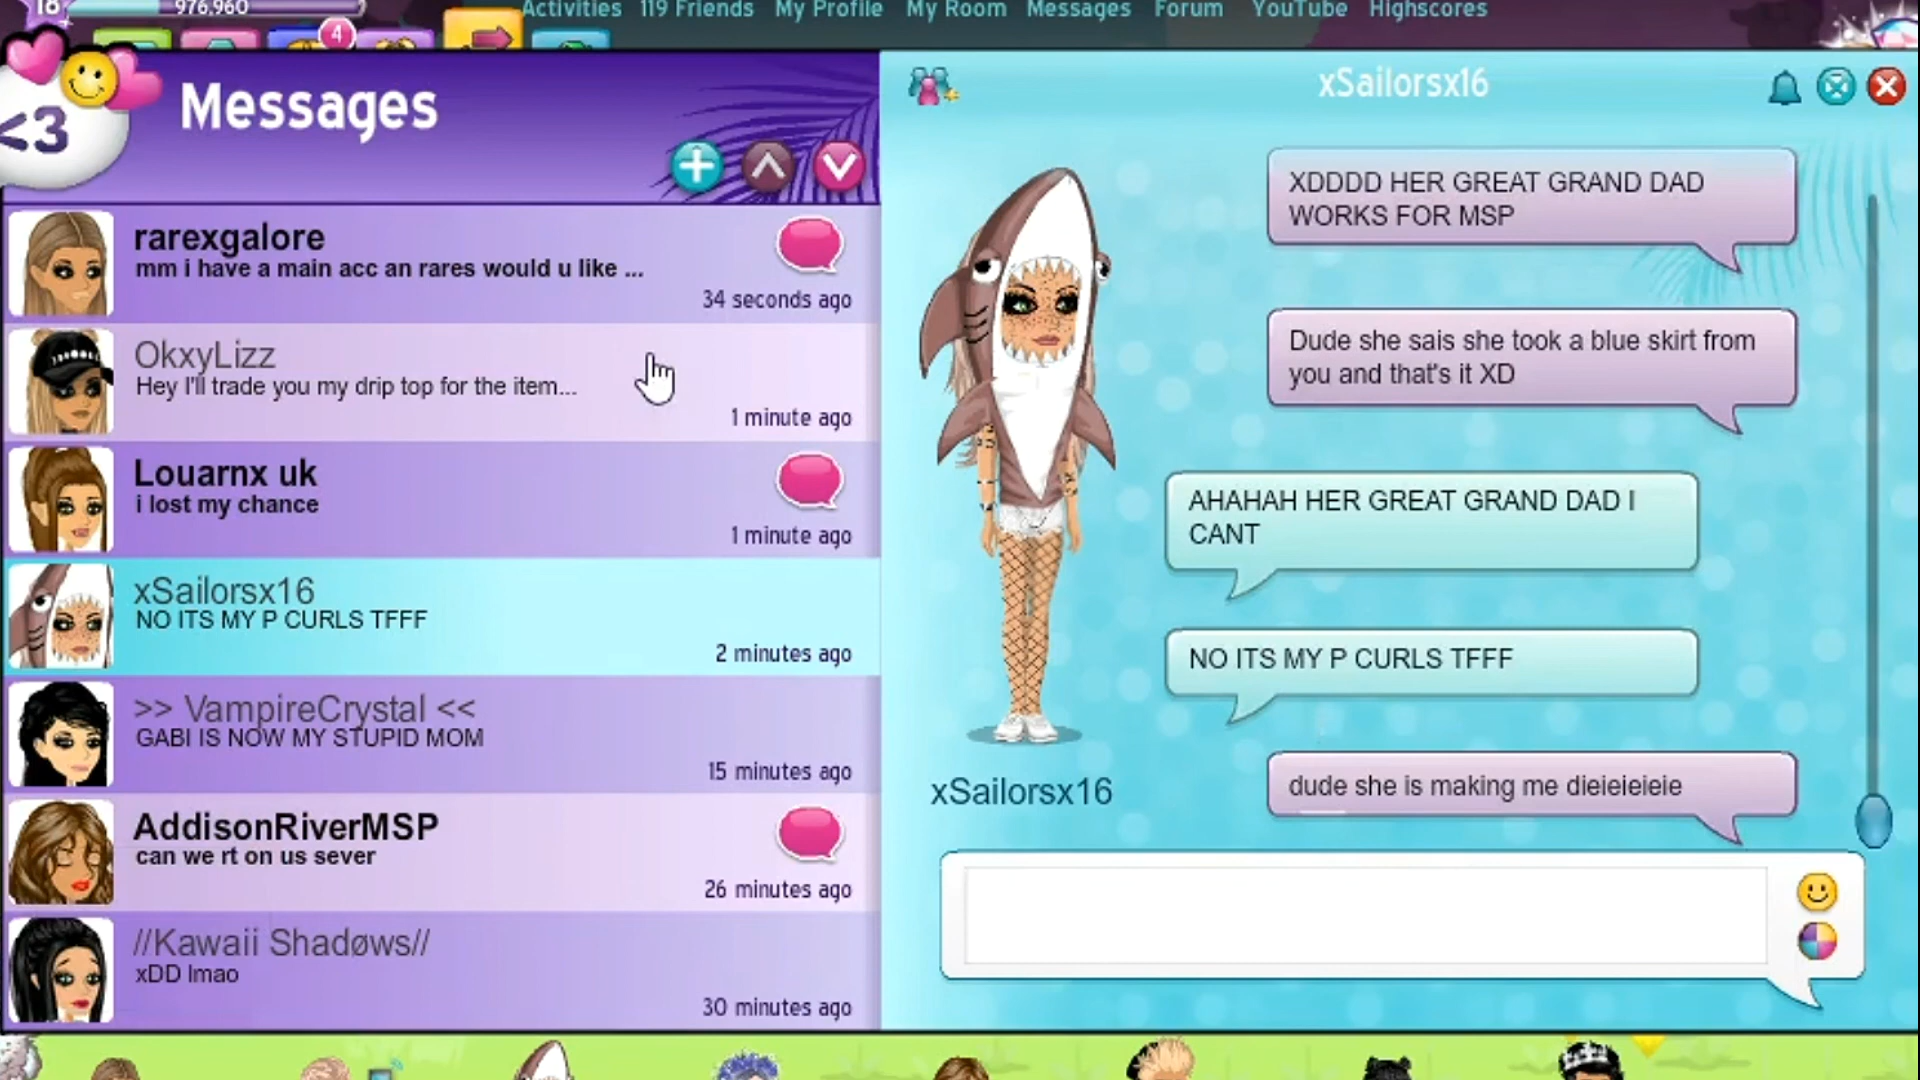 18
976,960
Activities
119 Friends
My Profile
My Room
Messages
Forum
YouTube
Highscores
4
<3
Messages
rarexgalore
mm i have a main acc an rares would u like ...
34 seconds ago
OkxyLizz
Hey I'll trade you my drip top for the item...
1 minute ago
Louarnx uk
i lost my chance
1 minute ago
xSailorsx16
NO ITS MY P CURLS TFFF
2 minutes ago
>> VampireCrystal <<
GABI IS NOW MY STUPID MOM
15 minutes ago
AddisonRiverMSP
can we rt on us sever
26 minutes ago
//Kawaii Shadøws//
xDD lmao
30 minutes ago
xSailorsx16
XDDDD HER GREAT GRAND DAD
WORKS FOR MSP
Dude she sais she took a blue skirt from
you and that's it XD
AHAHAH HER GREAT GRAND DAD I
CANT
NO ITS MY P CURLS TFFF
dude she is making me dieieieieie
xSailorsx16